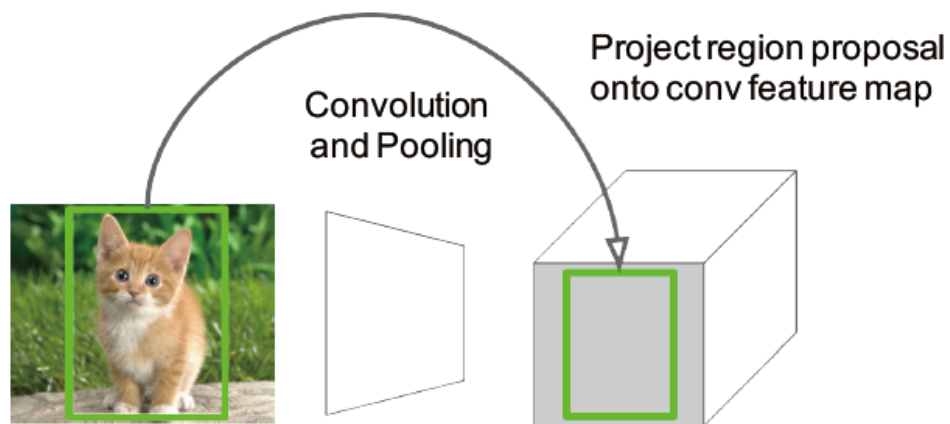 Project region proposal
onto conv feature map
Convolution
and Pooling